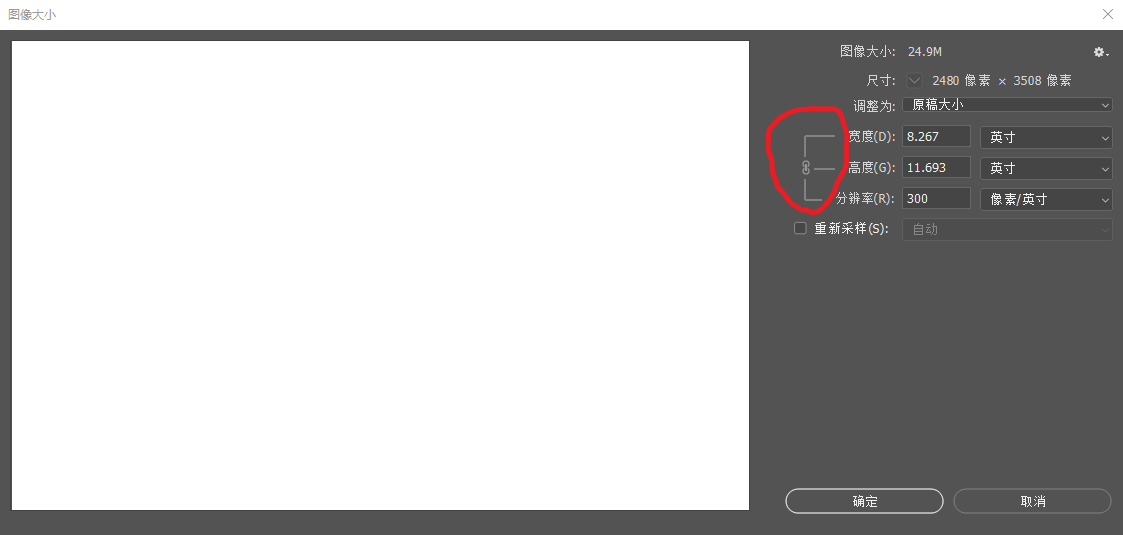 图像大小
图像大小: 24.9M
尺寸: 2480 像素 × 3508 像素
调整为: 原稿大小
宽度(D): 8.267 英寸
高度(G): 11.693 英寸
分辨率(R): 300 像素/英寸
重新采样(S): 自动
确定 取消